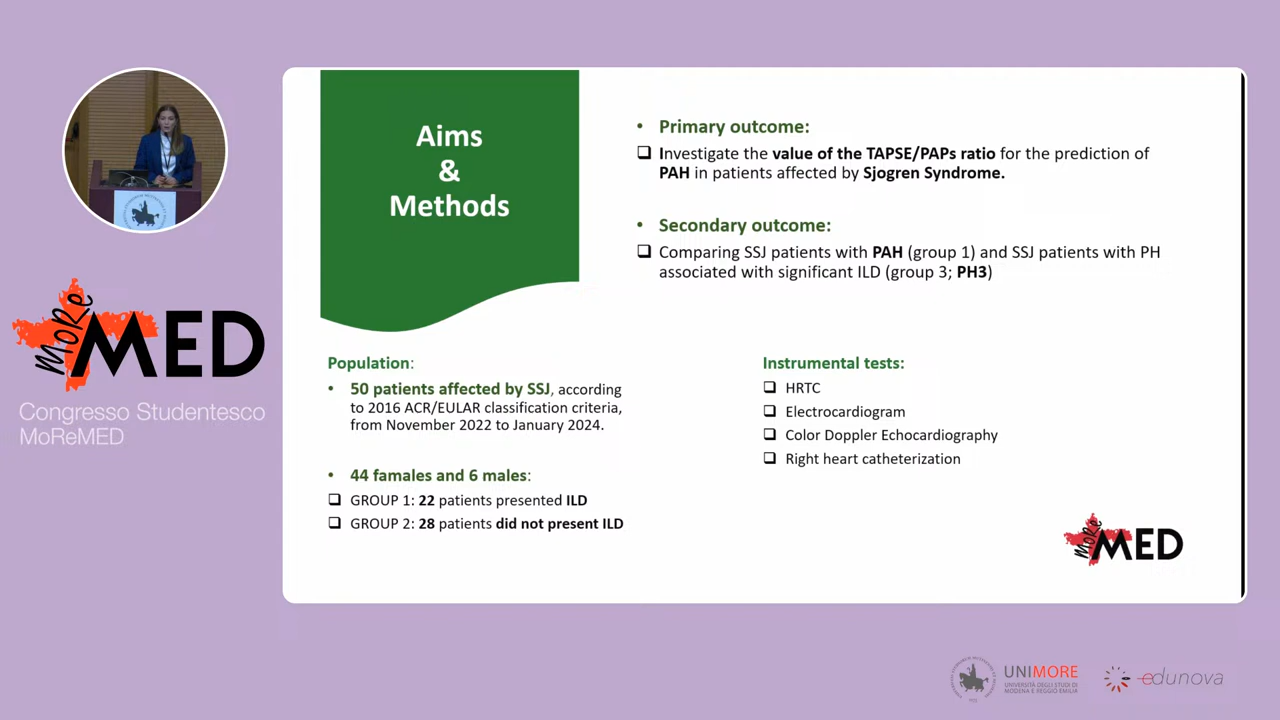 Aims
&
Methods
• Primary outcome:
Investigate the value of the TAPSE/PAPs ratio for the prediction of
PAH in patients affected by Sjogren Syndrome.
• Secondary outcome:
Comparing SSJ patients with PAH (group 1) and SSJ patients with PH
associated with significant ILD (group 3; PH3)
MoRe
MED
Congresso Studentesco
MoReMED
Population:
• 50 patients affected by SSJ, according
to 2016 ACR/EULAR classification criteria,
from November 2022 to January 2024.
• 44 famales and 6 males:
GROUP 1: 22 patients presented ILD
GROUP 2: 28 patients did not present ILD
Instrumental tests:
HRTC
Electrocardiogram
Color Doppler Echocardiography
Right heart catheterization
MoRe
MED
UNIMORE
UNIVERSITÀ DEGLI STUDI DI
MODENA E REGGIO EMILIA
edunova